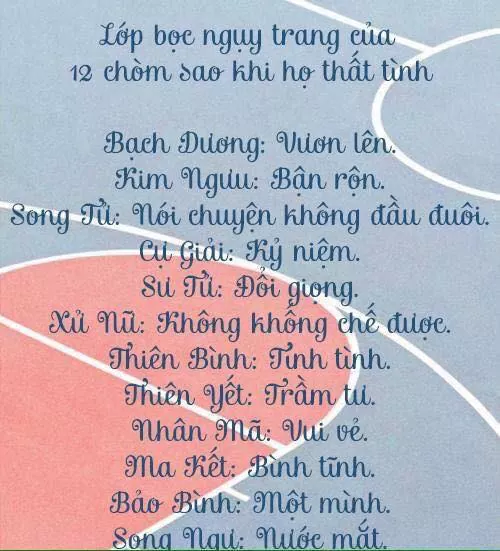 Lớp bọc ngụy trang của
12 chòm sao khi họ thất tình
Bạch Dương: Vươn lên.
Kim Ngưu: Bận rộn.
Song Tử: Nói chuyện không đầu đuôi.
Cự Giải: Kỷ niệm.
Sư Tử: Đổi giọng.
Xử Nữ: Không khống chế được.
Thiên Bình: Tính tình.
Thiên Yết: Trầm tư.
Nhân Mã: Vui vẻ.
Ma Kết: Bình tĩnh.
Bảo Bình: Một mình.
Song Ngư: Nước mắt.